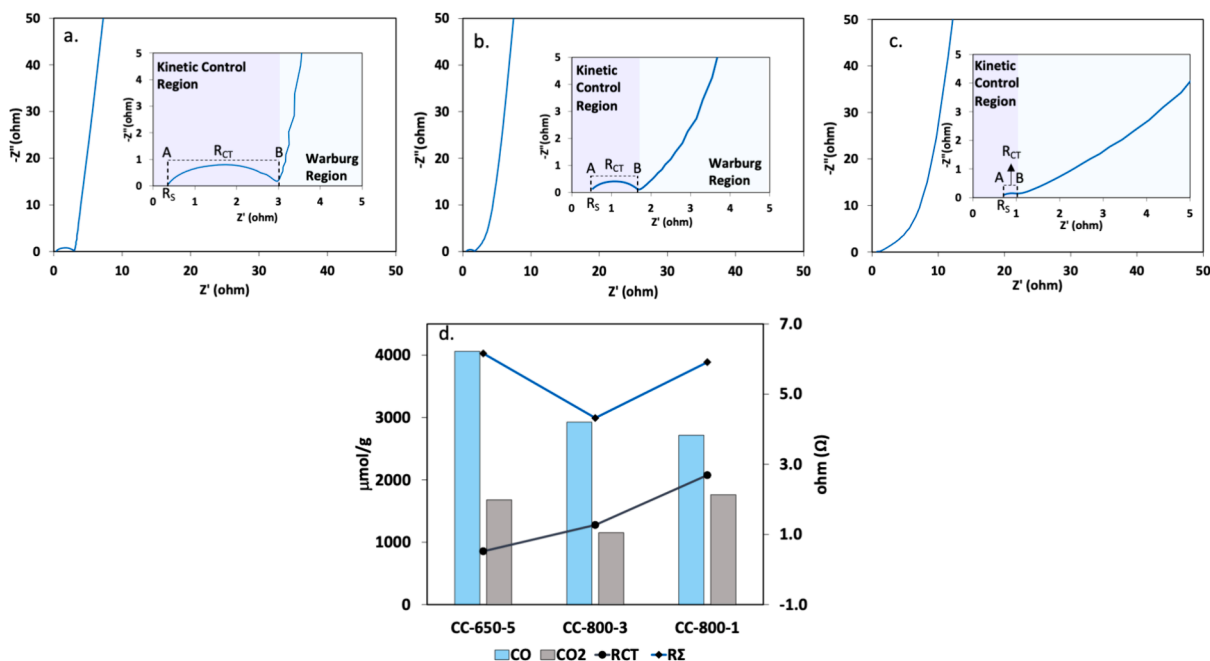 a.
50
40
30
20
10
0
-Z"(ohm)
0 10 20 30 40 50
Z' (ohm)
5
4
3
2
1
0
-Z"(ohm)
Kinetic Control
Region
A
RCT
B
RS
Warburg
Region
0 1 2 3 4 5
Z' (ohm)
b.
50
40
30
20
10
0
-Z"(ohm)
0 10 20 30 40 50
Z' (ohm)
5
4
3
2
1
0
-Z"(ohm)
Kinetic
Control
Region
A
RCT
B
RS
Warburg
Region
0 1 2 3 4 5
Z' (ohm)
c.
50
40
30
20
10
0
-Z"(ohm)
0 10 20 30 40 50
Z' (ohm)
5
4
3
2
1
0
-Z"(ohm)
Kinetic
Control
Region
RCT
A B
RS
0 1 2 3 4 5
Z' (ohm)
d.
4000
3000
2000
1000
0
μmol/g
7.0
5.0
3.0
1.0
-1.0
ohm (Ω)
CC-650-5 CC-800-3 CC-800-1
CO CO2 RCT RΣ